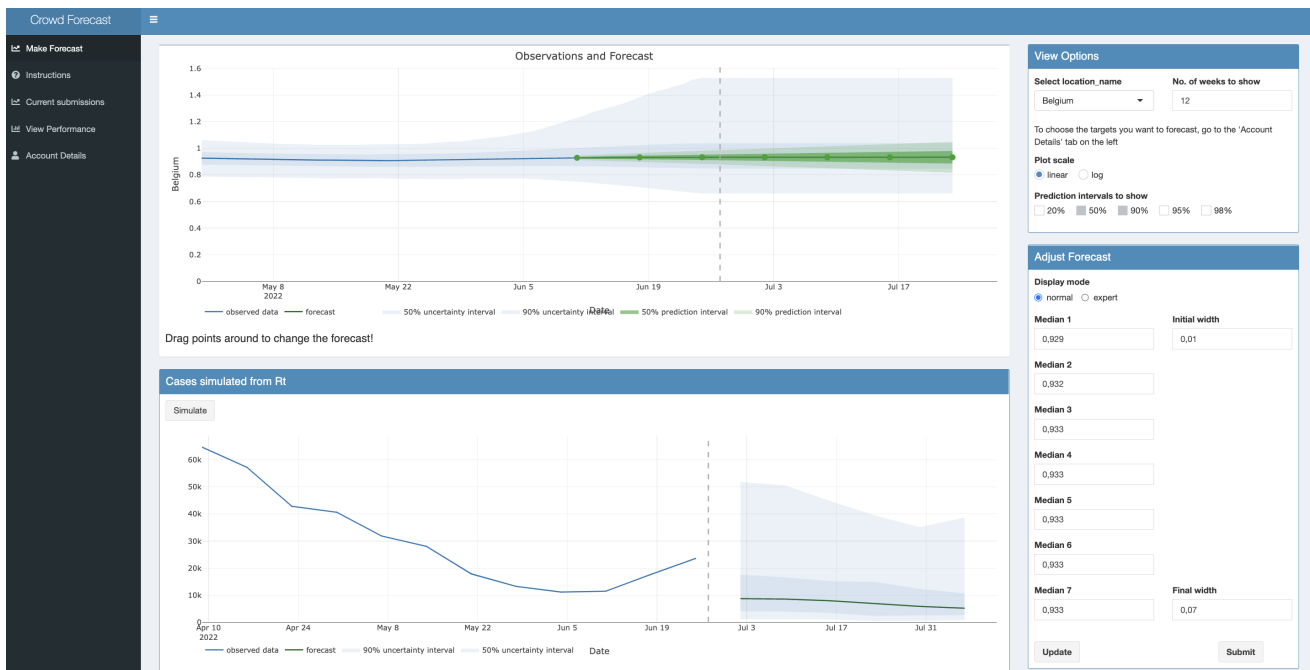 Crowd Forecast
Make Forecast
Instructions
Current submissions
View Performance
Account Details
Observations and Forecast
1.6
1.4
1.2
1
0.8
0.6
0.4
0.2
0
Belgium
May 8
2022
May 22
Jun 5
Jun 19
Jul 3
Jul 17
Date
observed data
forecast
50% uncertainty interval
90% uncertainty interval
50% prediction interval
90% prediction interval
Drag points around to change the forecast!
Cases simulated from Rt
Simulate
60k
50k
40k
30k
20k
10k
0
Apr 10
2022
Apr 24
May 8
May 22
Jun 5
Jun 19
Jul 3
Jul 17
Jul 31
observed data
forecast
90% uncertainty interval
50% uncertainty interval
Date
View Options
Select location_name
No. of weeks to show
Belgium
12
To choose the targets you want to forecast, go to the 'Account
Details' tab on the left
Plot scale
linear
log
Prediction intervals to show
20% 50% 90% 95% 98%
Adjust Forecast
Display mode
normal
expert
Median 1
Initial width
0,929
0,01
Median 2
0,932
Median 3
0,933
Median 4
0,933
Median 5
0,933
Median 6
0,933
Median 7
Final width
0,933
0,07
Update
Submit